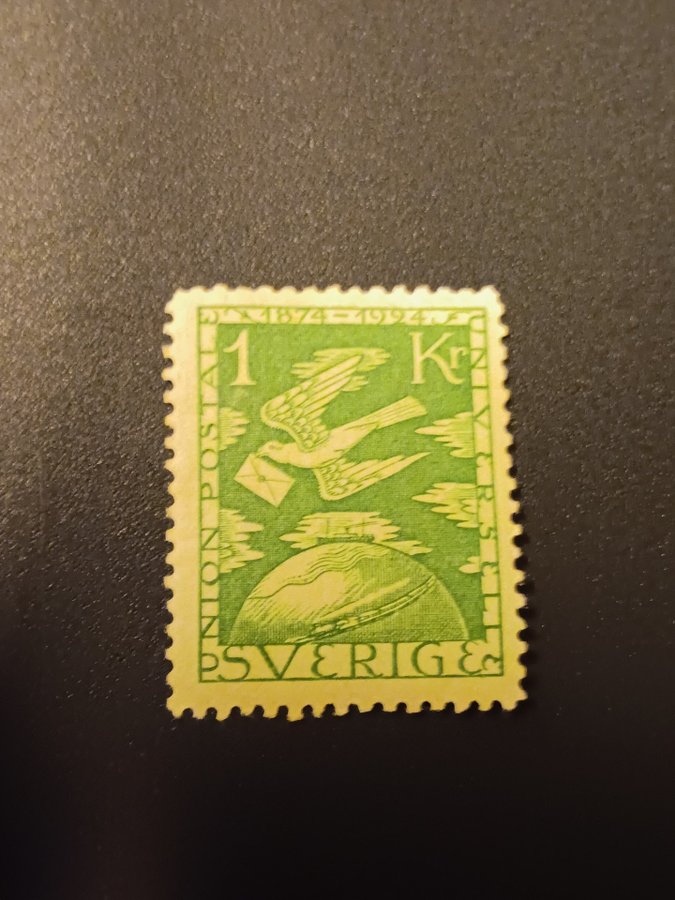 1874-1924
1 Kr
UNION POSTALE
UNIVERSELLE
SVERIGE